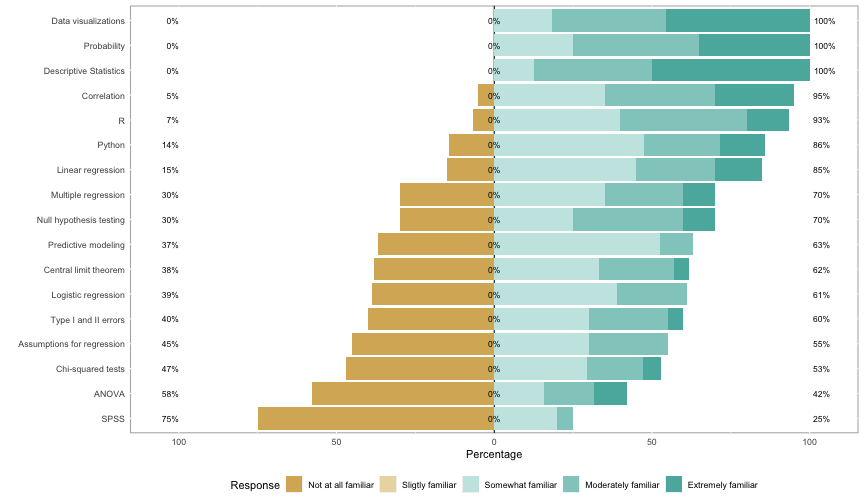 Data visualizations 0% 0% 100%
Probability 0% 0% 100%
Descriptive Statistics 0% 0% 100%
Correlation 5% 0% 95%
R 7% 0% 93%
Python 14% 0% 86%
Linear regression 15% 0% 85%
Multiple regression 30% 0% 70%
Null hypothesis testing 30% 0% 70%
Predictive modeling 37% 0% 63%
Central limit theorem 38% 0% 62%
Logistic regression 39% 0% 61%
Type I and II errors 40% 0% 60%
Assumptions for regression 45% 0% 55%
Chi-squared tests 47% 0% 53%
ANOVA 58% 0% 42%
SPSS 75% 0% 25%
100 50 0 50 100
Percentage
Response Not at all familiar Sligtly familiar Somewhat familiar Moderately familiar Extremely familiar